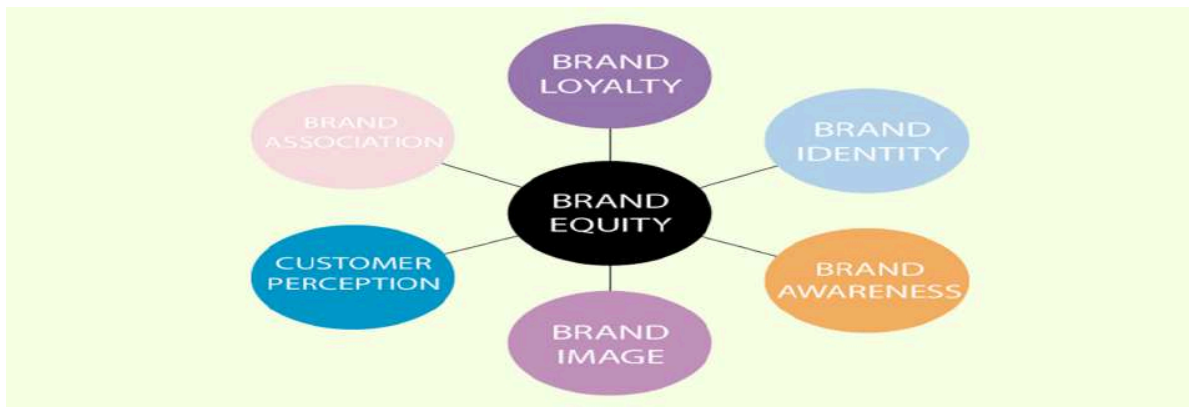 BRAND
LOYALTY
BRAND
ASSOCIATION
BRAND
IDENTITY
BRAND
EQUITY
CUSTOMER
PERCEPTION
BRAND
AWARENESS
BRAND
IMAGE